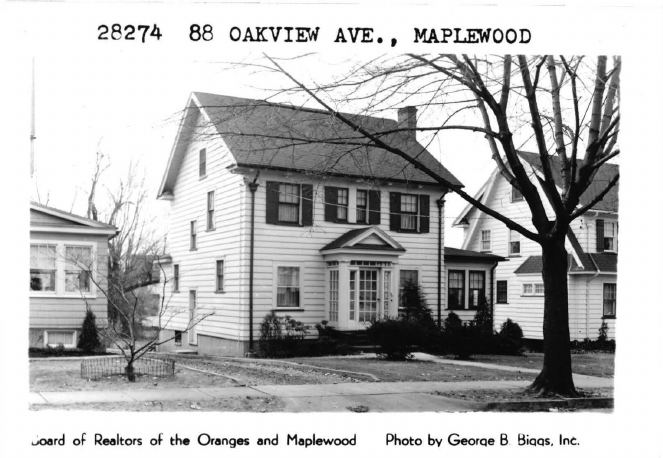 28274 88 OAKVIEW AVE., MAPLEWOOD
Board of Realtors of the Oranges and Maplewood Photo by George B. Biggs, Inc.